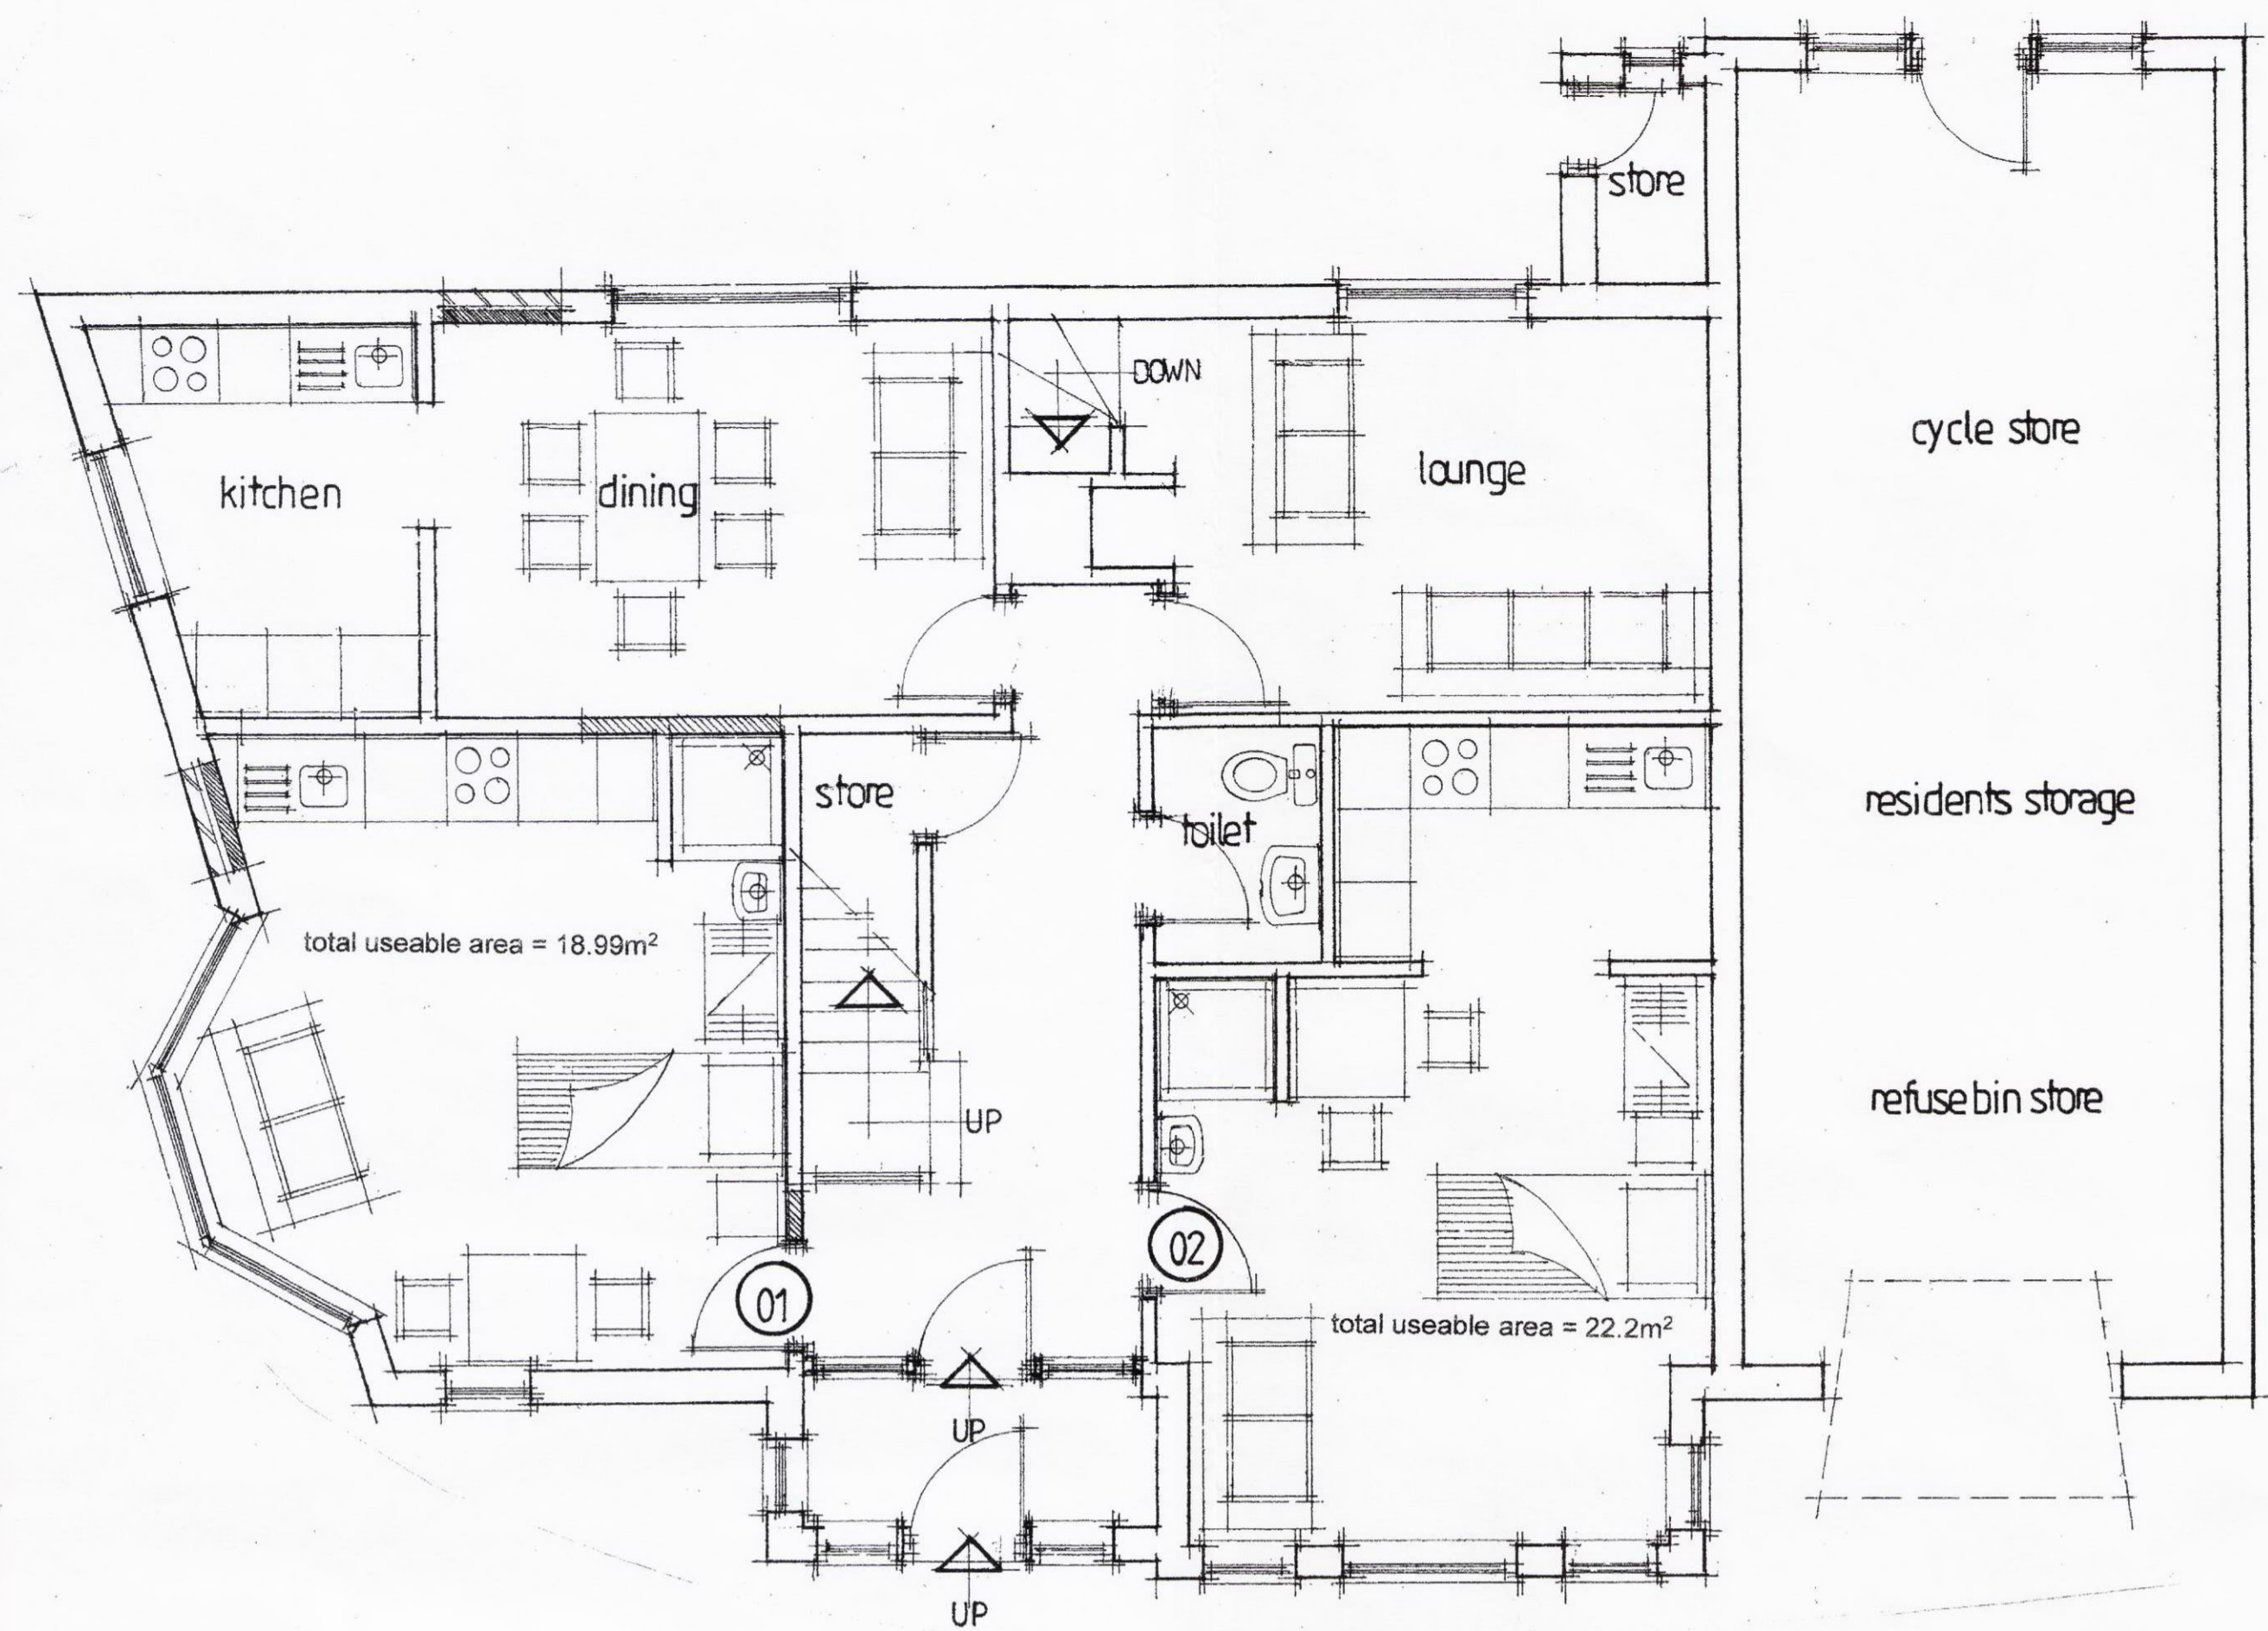 store
DOWN
cycle store
lounge
kitchen
dining
store
residents storage
toilet
total useable area = 18.99m²
refuse bin store
UP
02
01
total useable area = 22.2m²
UP
UP